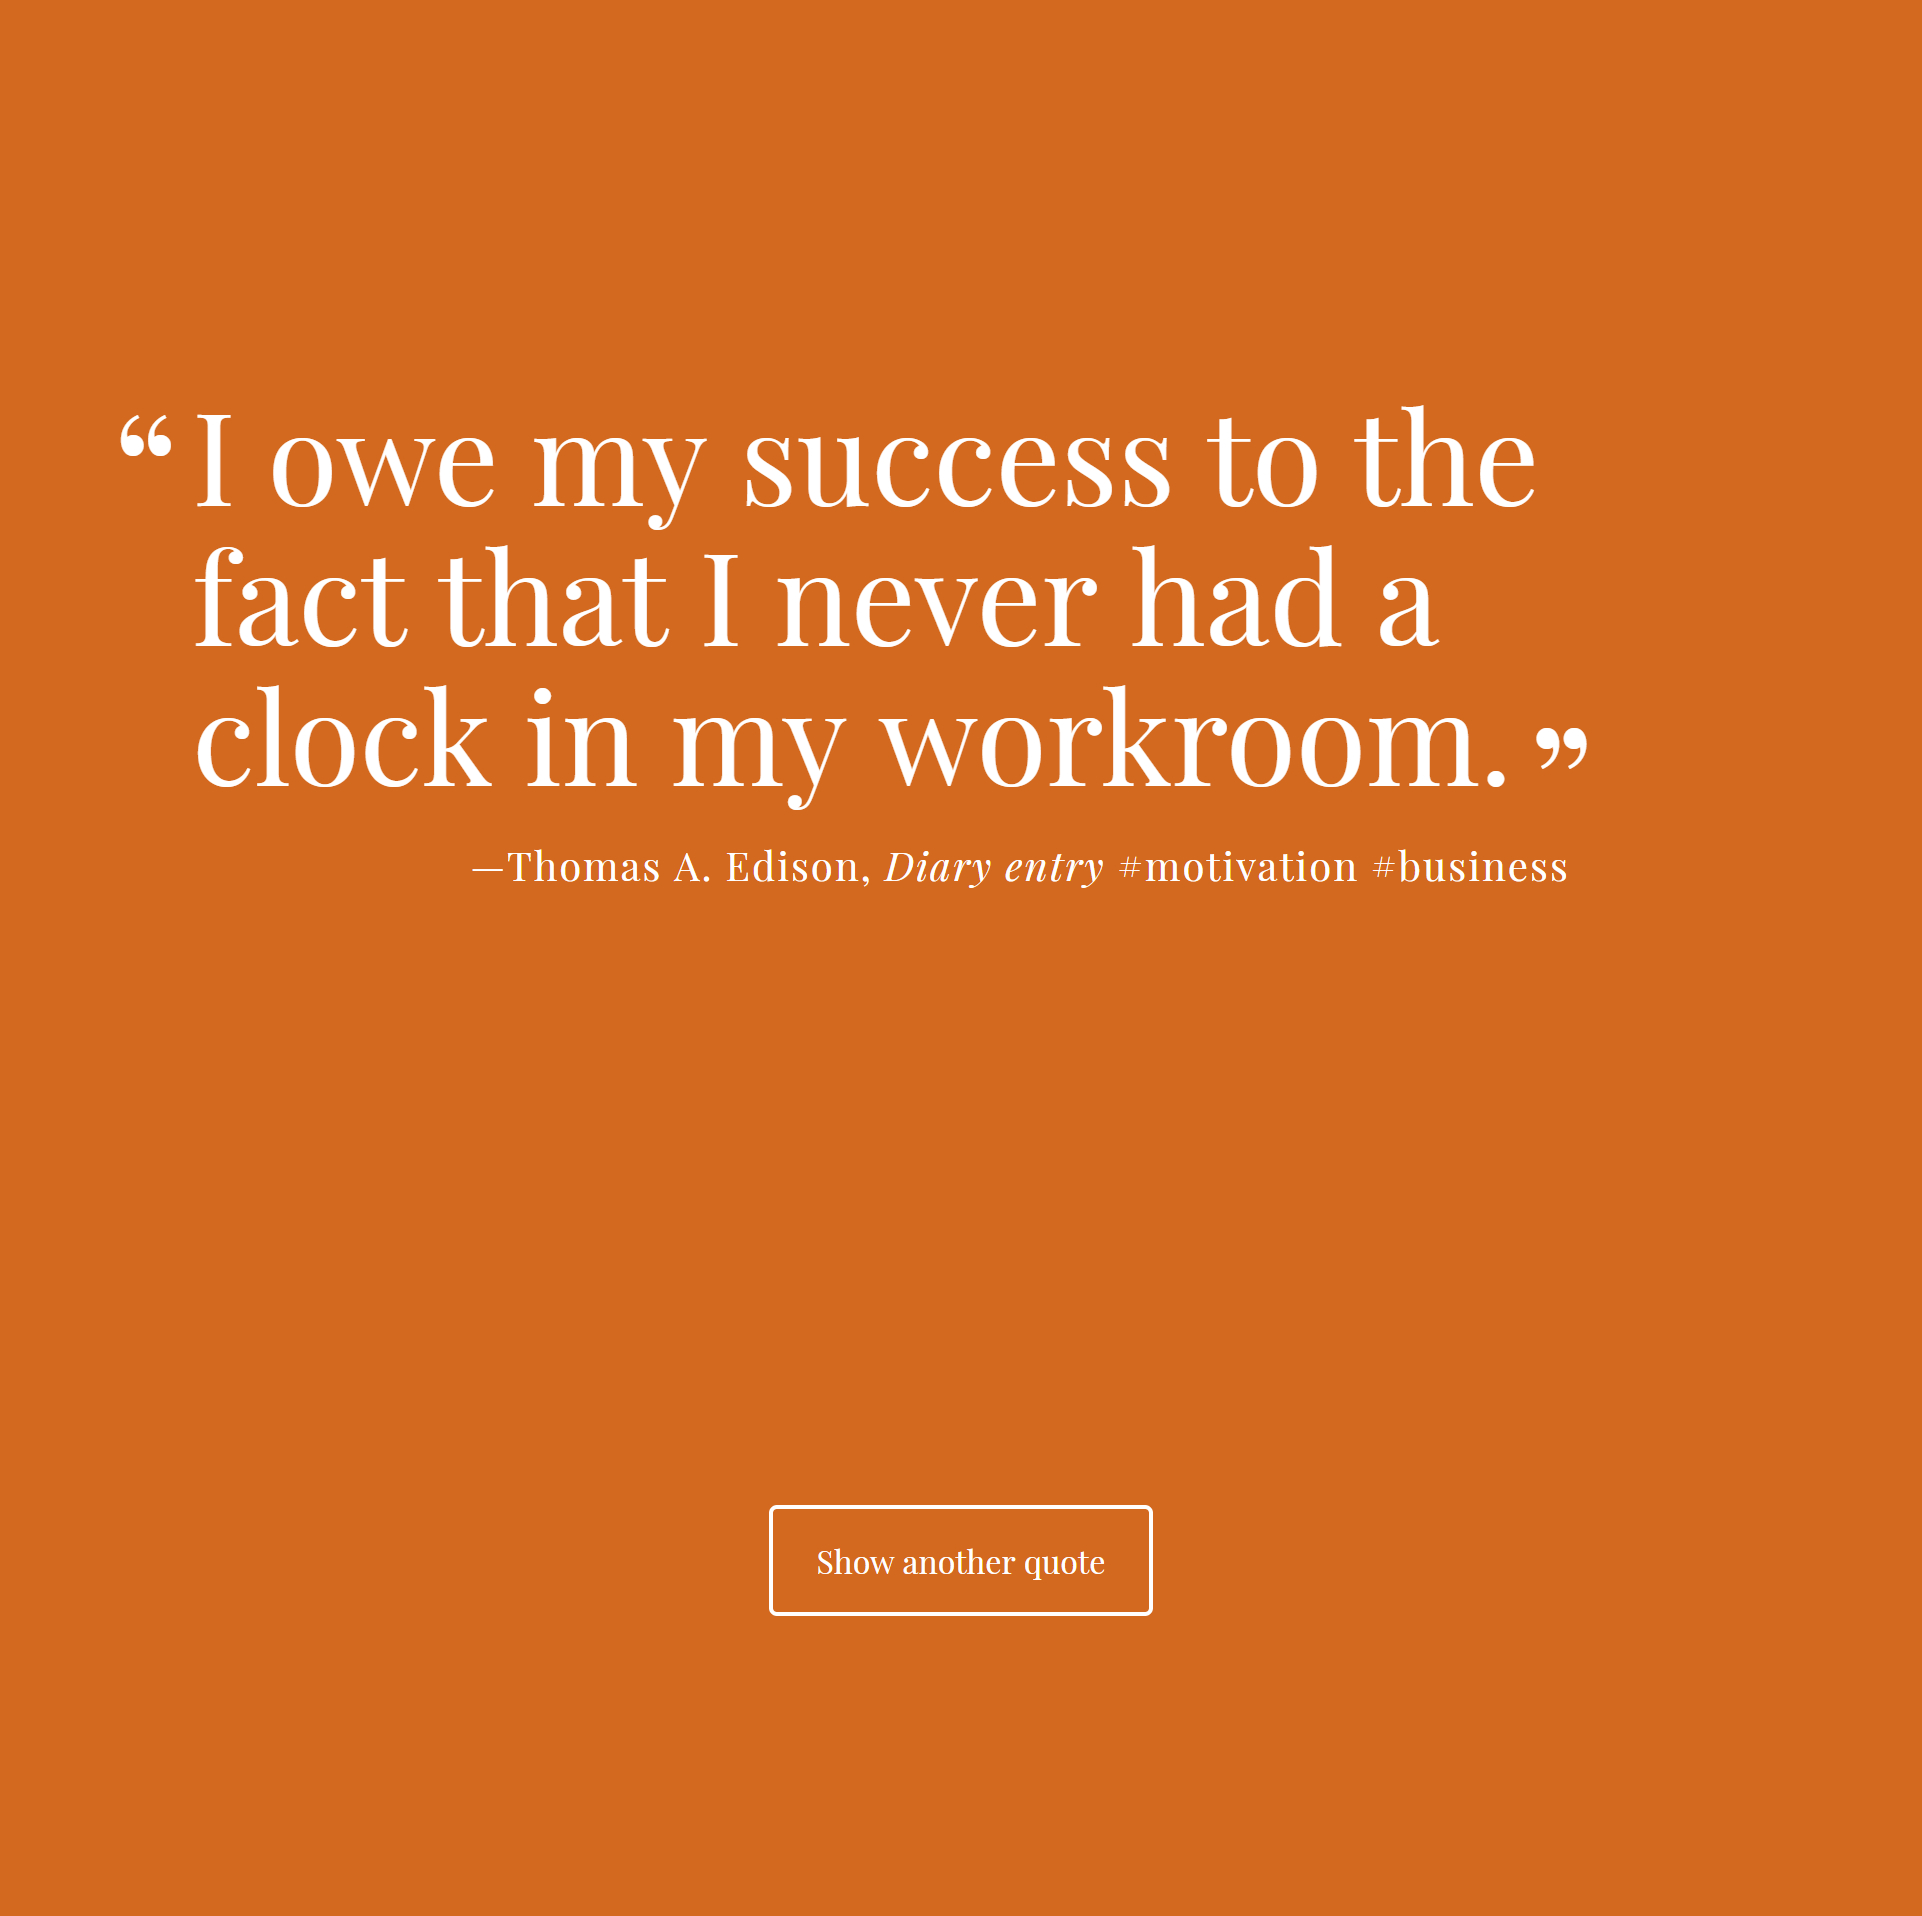 “I owe my success to the
fact that I never had a
clock in my workroom.”
—Thomas A. Edison, Diary entry #motivation #business
Show another quote